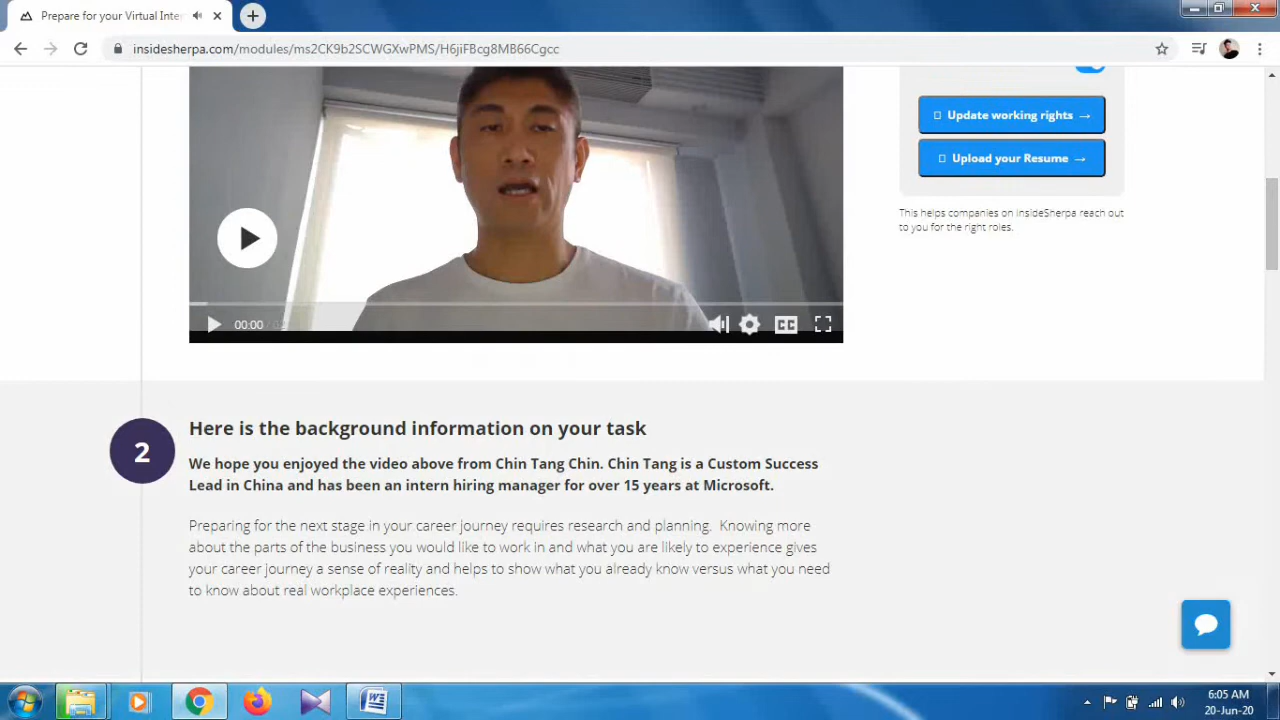 Prepare for your Virtual Inte
insidesherpa.com/modules/ms2CK9b2SCWGXwPMS/H6jiFBcg8MB66Cgcc
Update working rights →
Upload your Resume →
This helps companies on InsideSherpa reach out
to you for the right roles.
00:00
CC
2
Here is the background information on your task
We hope you enjoyed the video above from Chin Tang Chin. Chin Tang is a Custom Success
Lead in China and has been an intern hiring manager for over 15 years at Microsoft.
Preparing for the next stage in your career journey requires research and planning. Knowing more
about the parts of the business you would like to work in and what you are likely to experience gives
your career journey a sense of reality and helps to show what you already know versus what you need
to know about real workplace experiences.
6:05 AM
20-Jun-20